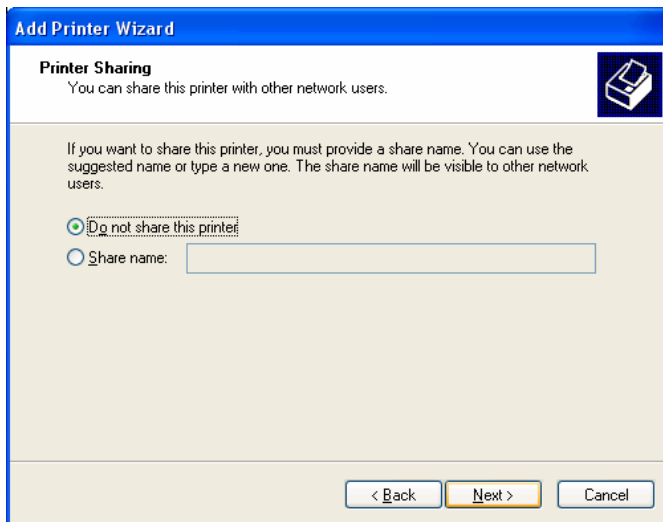 Add Printer Wizard
Printer Sharing
You can share this printer with other network users.
If you want to share this printer, you must provide a share name. You can use the
suggested name or type a new one. The share name will be visible to other network
users.
Do not share this printer
Share name:
< Back Next > Cancel